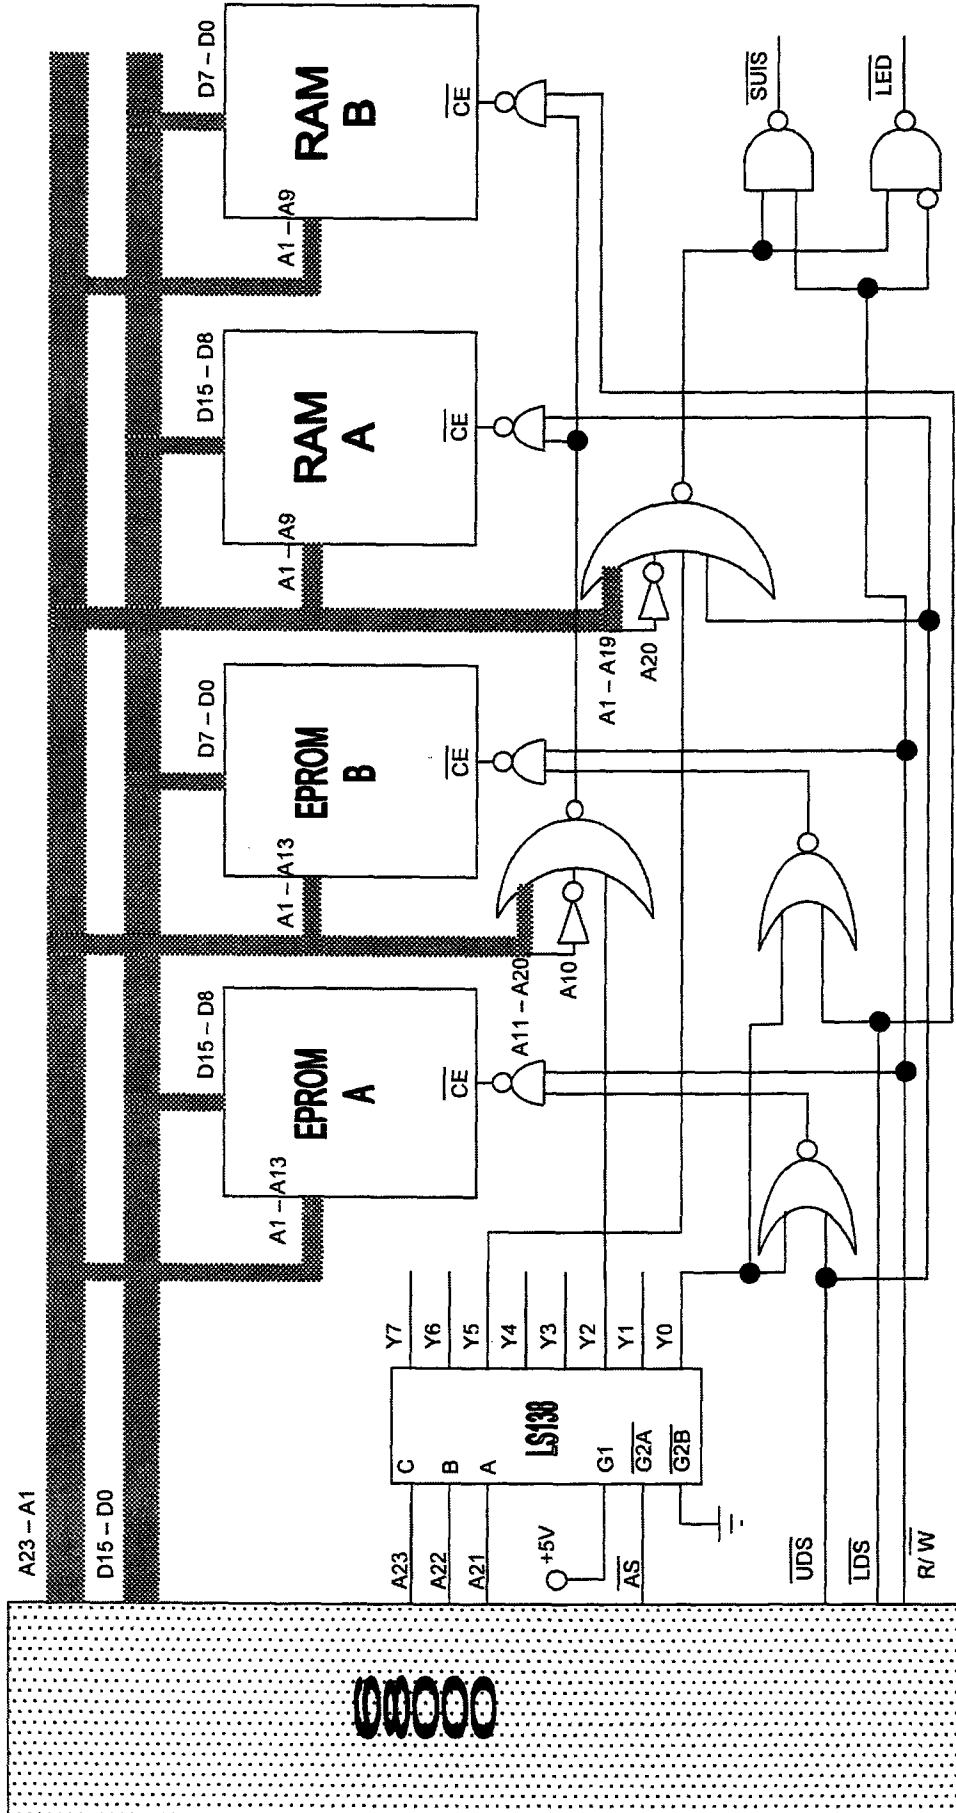 A23 – A1
D15 – D0
A1 – A13
D15 – D8
EPROM
A
CE
A1 – A13
D7 – D0
EPROM
B
CE
A1 – A9
D15 – D8
RAM
A
CE
A1 – A9
D7 – D0
RAM
B
CE
A11 – A20
A10
A1 – A19
A20
SUIS
LED
A23
A22
A21
+5V
AS
C
B
A
G1
G2A
G2B
LS138
Y7
Y6
Y5
Y4
Y3
Y2
Y1
Y0
UDS
LDS
R/ W